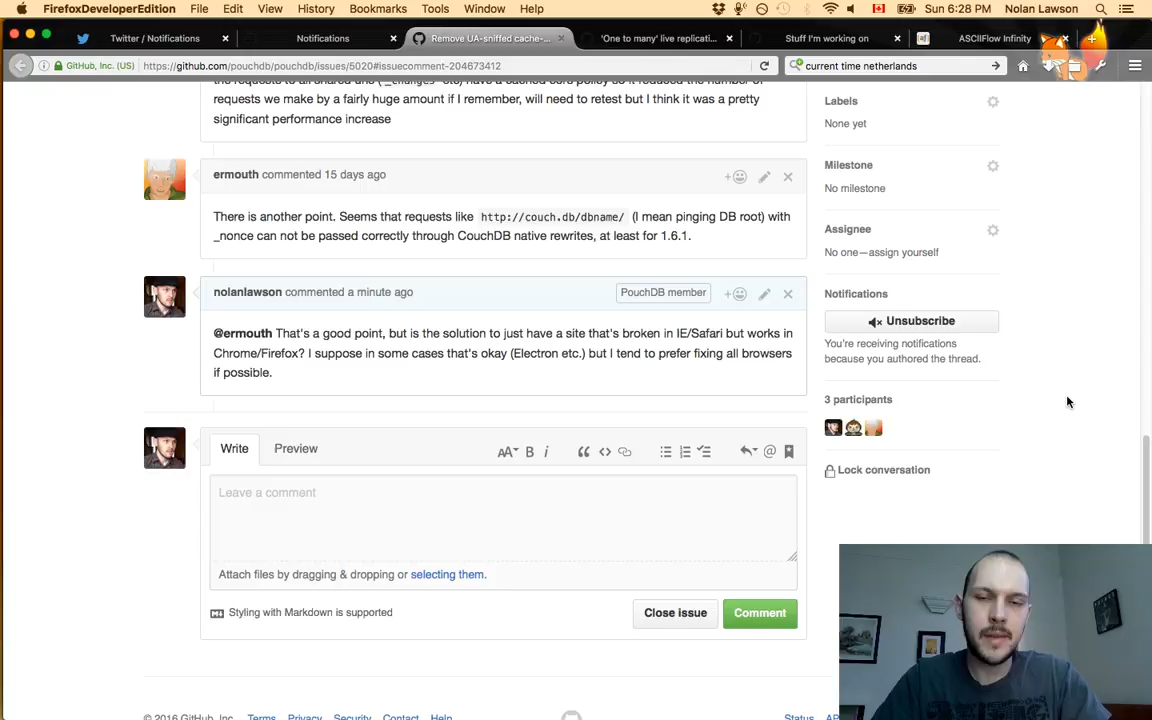 FirefoxDeveloperEdition File Edit View History Bookmarks Tools Window Help Sun 6:28 PM Nolan Lawson
Twitter / Notifications Notifications Remove UA-sniffed cache-... 'One to many' live replicati... Stuff I'm working on ASCIIFlow Infinity
GitHub, Inc. (US) https://github.com/pouchdb/pouchdb/issues/5020#issuecomment-204673412 current time netherlands
requests we make by a fairly huge amount if I remember, will need to retest but I think it was a pretty
significant performance increase
Labels
None yet
Milestone
No milestone
Assignee
No one—assign yourself
ermouth commented 15 days ago
There is another point. Seems that requests like http://couch.db/dbname/ (I mean pinging DB root) with
_nonce can not be passed correctly through CouchDB native rewrites, at least for 1.6.1.
nolanlawson commented a minute ago PouchDB member
@ermouth That's a good point, but is the solution to just have a site that's broken in IE/Safari but works in
Chrome/Firefox? I suppose in some cases that's okay (Electron etc.) but I tend to prefer fixing all browsers
if possible.
Notifications
Unsubscribe
You're receiving notifications
because you authored the thread.
3 participants
Lock conversation
Write Preview
Leave a comment
Attach files by dragging & dropping or selecting them.
Styling with Markdown is supported
Close issue Comment
© 2016 GitHub, Inc. Terms Privacy Security Contact Help Status